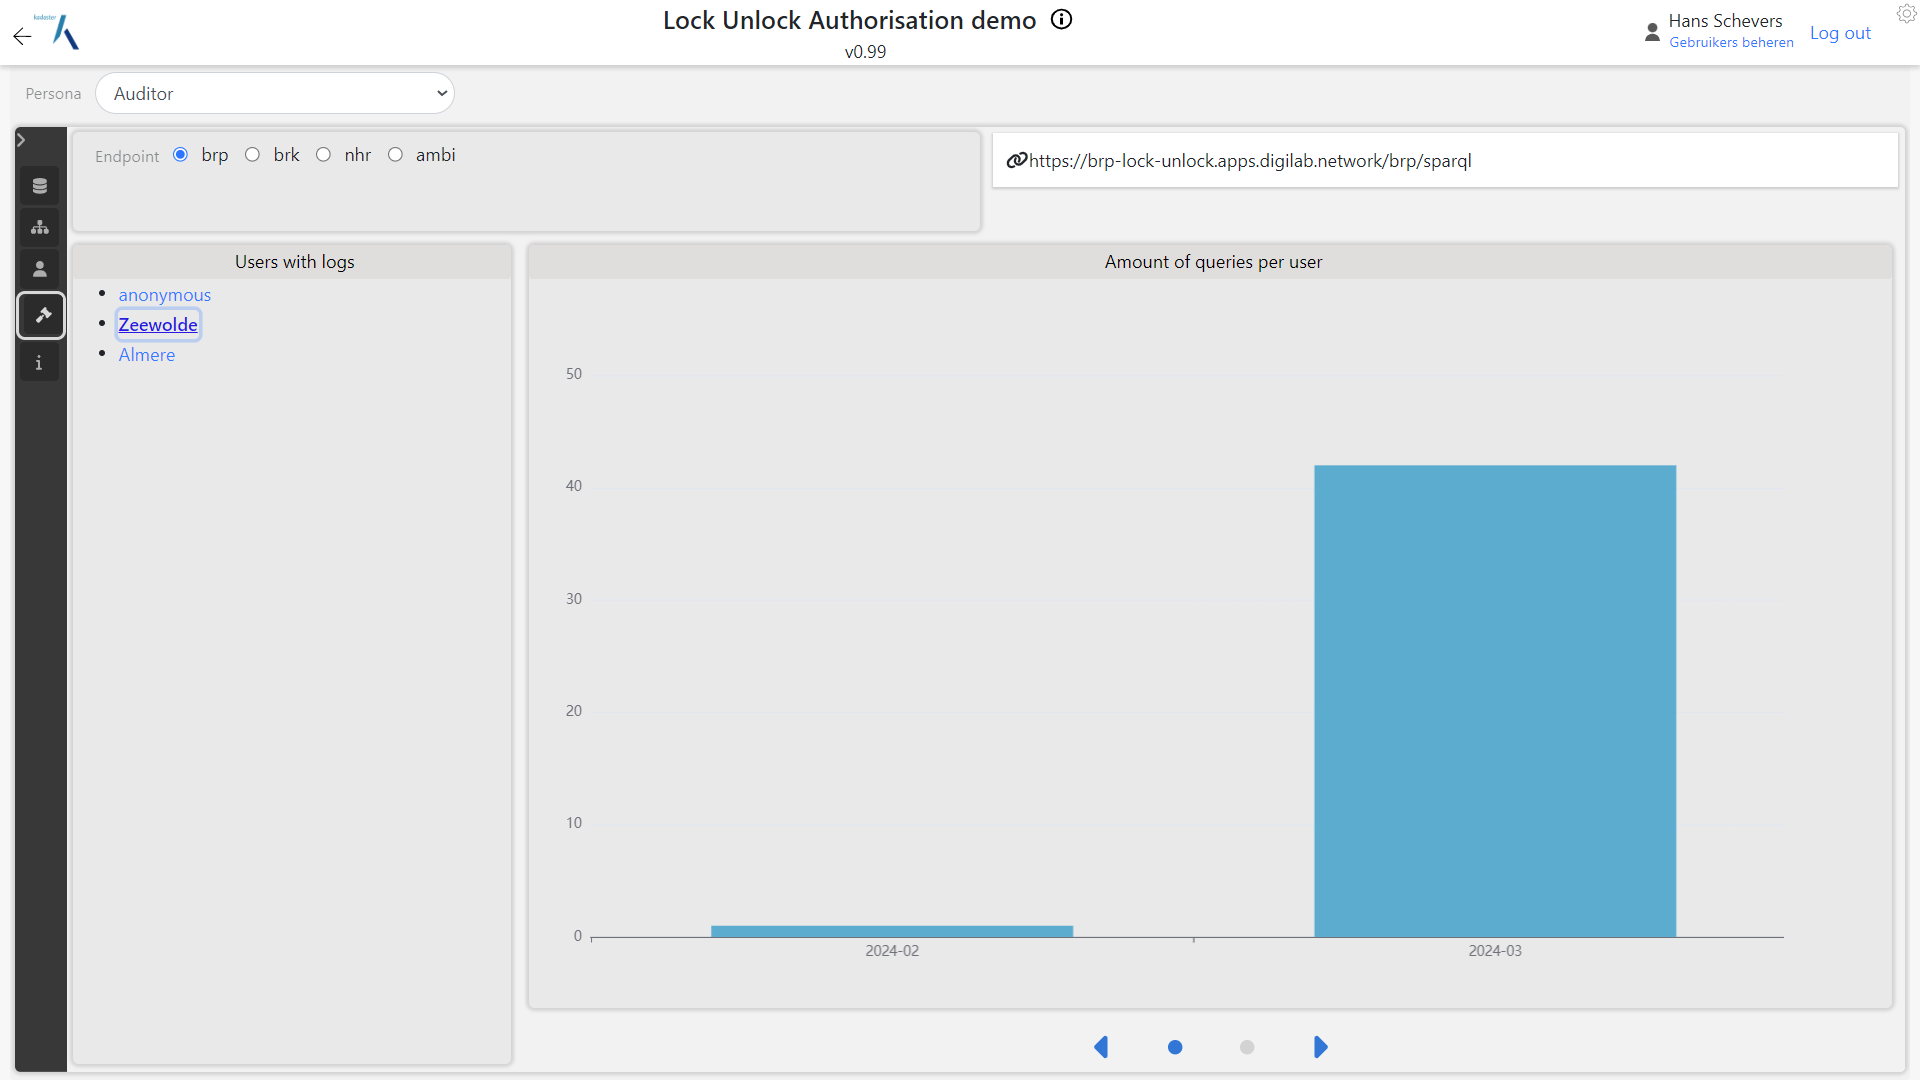 kadaster
Lock Unlock Authorisation demo
v0.99
Hans Schevers
Gebruikers beheren
Log out
Persona
Auditor
Endpoint
brp
brk
nhr
ambi
https://brp-lock-unlock.apps.digilab.network/brp/sparql
Users with logs
anonymous
Zeewolde
Almere
Amount of queries per user
50
40
30
20
10
0
2024-02
2024-03